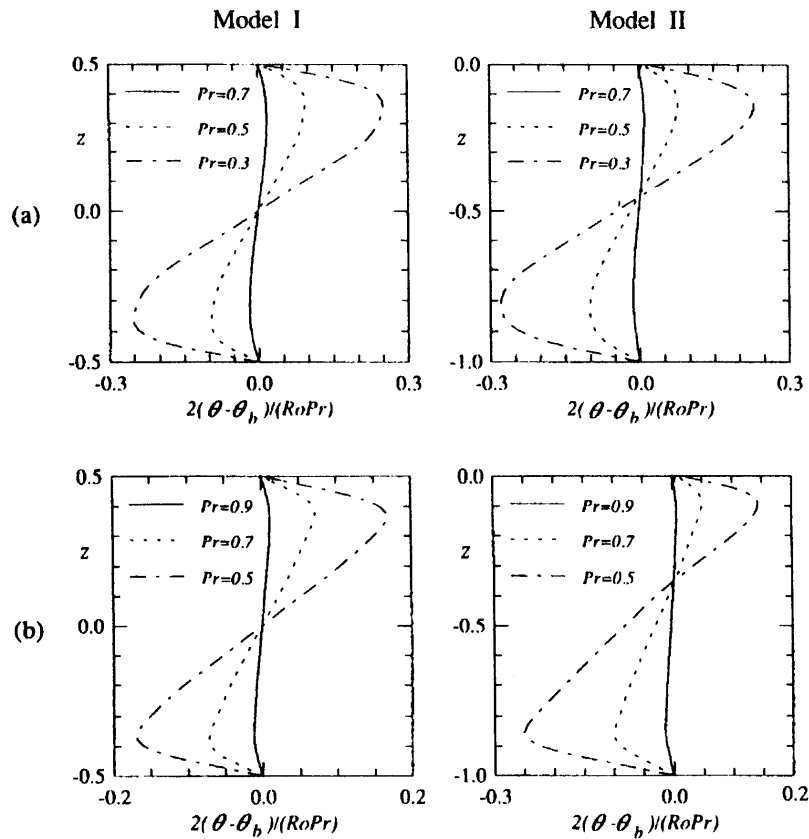 Model I
Model II
(a)
0.5
z
0.0
-0.5
Pr=0.7
Pr=0.5
Pr=0.3
-0.3
0.0
0.3
2(θ-θb)/(RoPr)
0.0
z
-0.5
-1.0
Pr=0.7
Pr=0.5
Pr=0.3
-0.3
0.0
0.3
2(θ-θb)/(RoPr)
(b)
0.5
z
0.0
-0.5
Pr=0.9
Pr=0.7
Pr=0.5
-0.2
0.0
0.2
2(θ-θb)/(RoPr)
0.0
z
-0.5
-1.0
Pr=0.9
Pr=0.7
Pr=0.5
-0.3
0.0
0.2
2(θ-θb)/(RoPr)